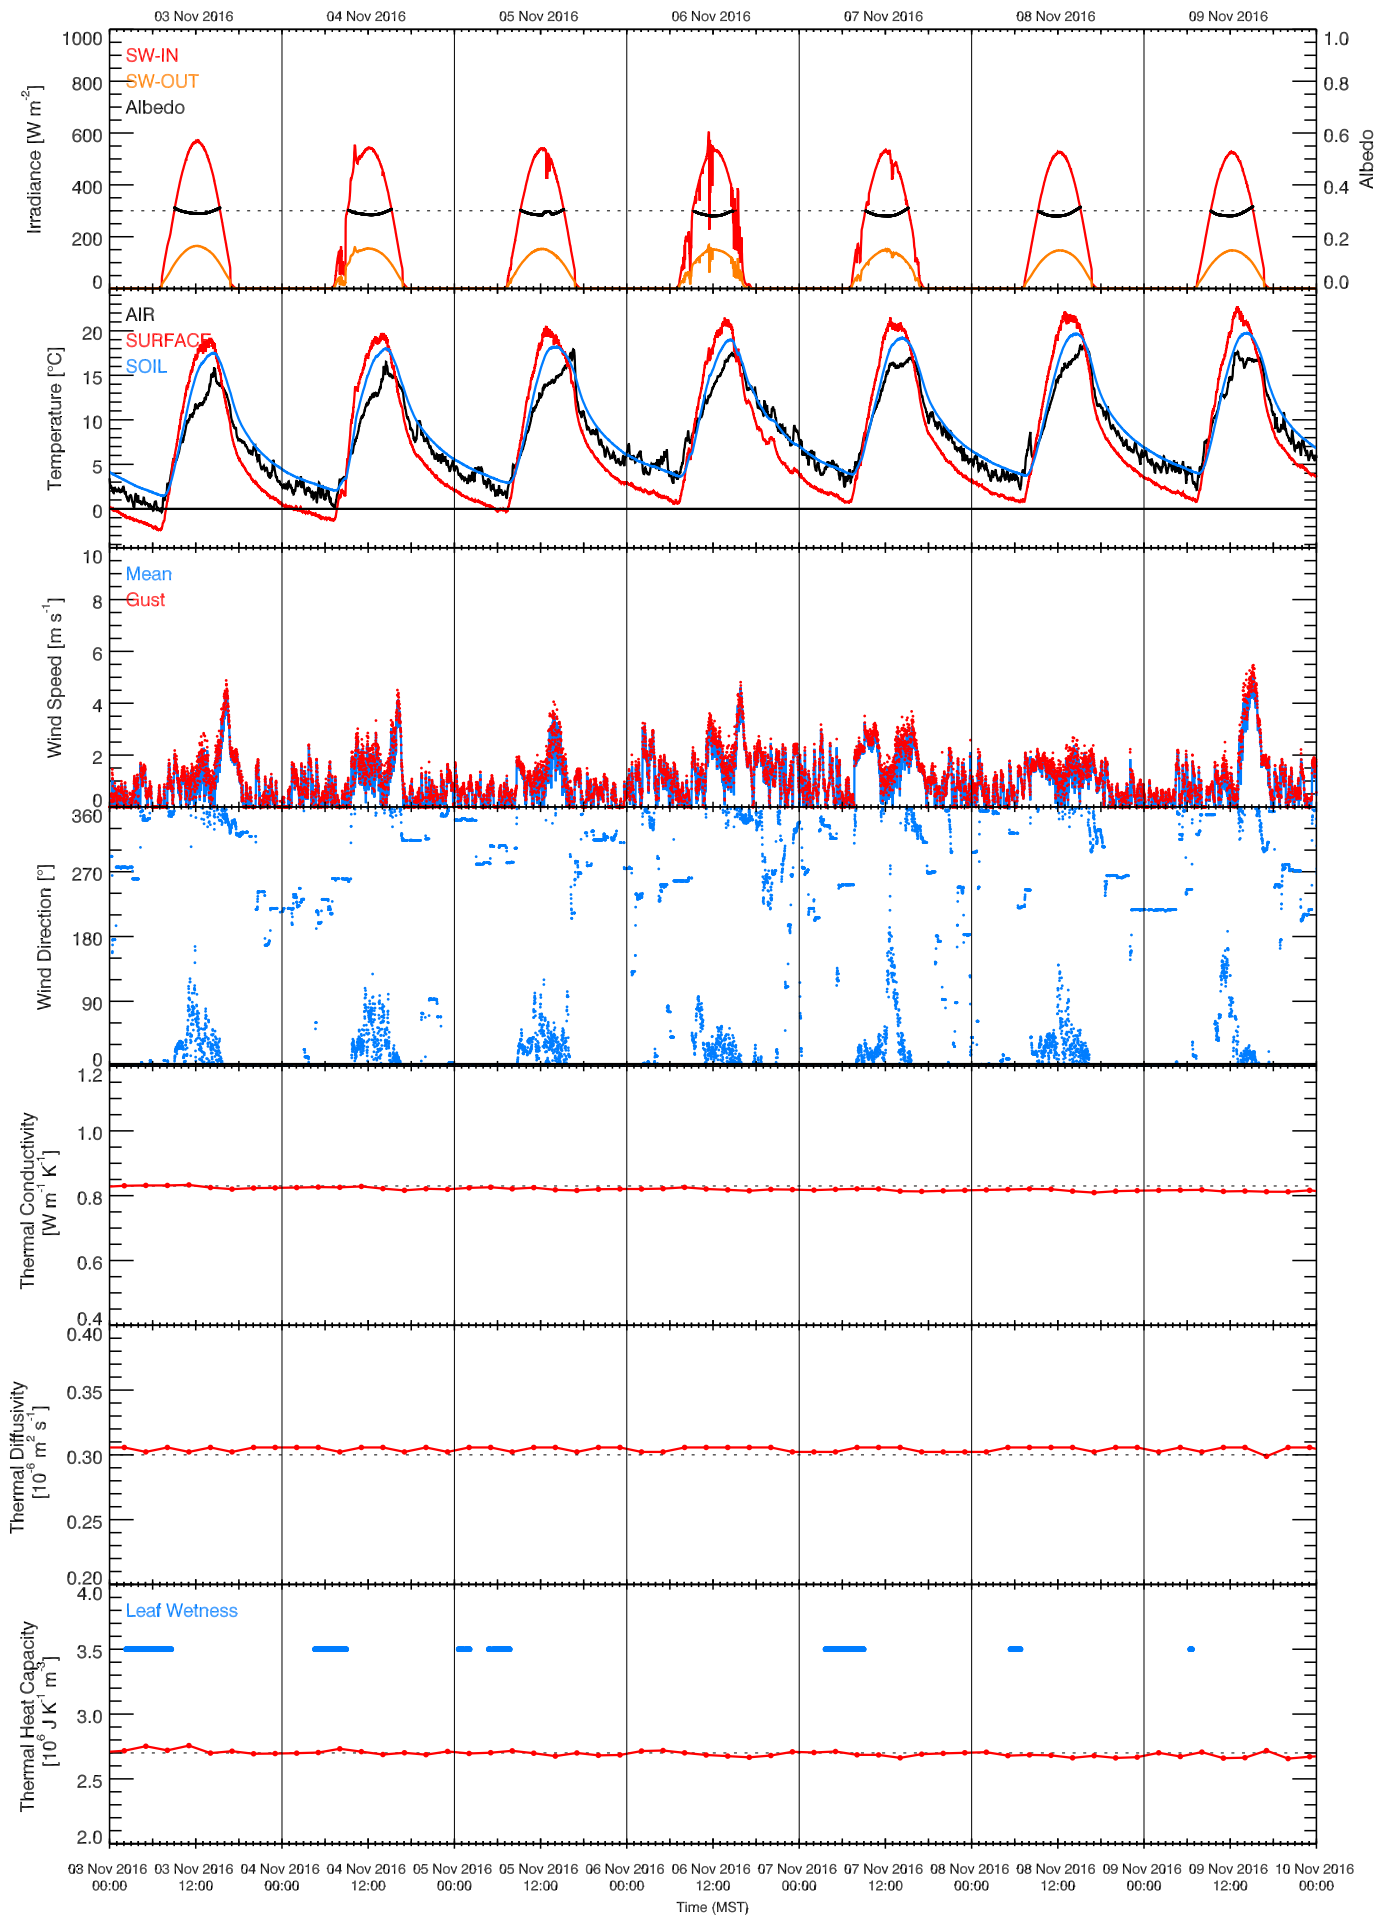 03 Nov 2016 04 Nov 2016 05 Nov 2016 06 Nov 2016 07 Nov 2016 08 Nov 2016 09 Nov 2016
Irradiance [W m-2]
1000
800
600
400
200
0
SW-IN
SW-OUT
Albedo
1.0
0.8
0.6
0.4
0.2
0.0
Albedo
Temperature [°C]
20
15
10
5
0
AIR
SURFACE
SOIL
Wind Speed [m s-1]
10
8
6
4
2
0
Mean
Gust
Wind Direction [°]
360
270
180
90
0
Thermal Conductivity
[W m-1 K-1]
1.2
1.0
0.8
0.6
0.4
Thermal Diffusivity
[10-6 m2 s-1]
0.40
0.35
0.30
0.25
0.20
Thermal Heat Capacity
[106 J K-1 m-3]
4.0
3.5
3.0
2.5
2.0
Leaf Wetness
03 Nov 2016 03 Nov 2016 04 Nov 2016 04 Nov 2016 05 Nov 2016 05 Nov 2016 06 Nov 2016 06 Nov 2016 07 Nov 2016 07 Nov 2016 08 Nov 2016 08 Nov 2016 09 Nov 2016 09 Nov 2016 10 Nov 2016
00:00 12:00 00:00 12:00 00:00 12:00 00:00 12:00 00:00 12:00 00:00 12:00 00:00 12:00 00:00
Time (MST)